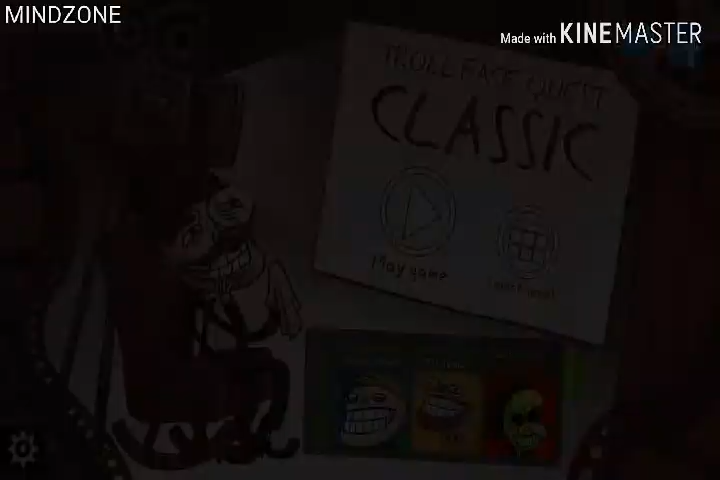 MINDZONE
Made with KINEMASTER
TROLL FACE QUEST
CLASSIC
Play game